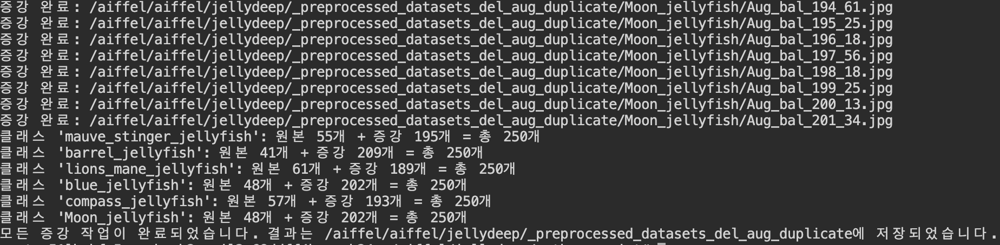 증강 완료: /aiffel/aiffel/jellydeep/_preprocessed_datasets_del_aug_duplicate/Moon_jellyfish/Aug_bal_194_61.jpg
증강 완료: /aiffel/aiffel/jellydeep/_preprocessed_datasets_del_aug_duplicate/Moon_jellyfish/Aug_bal_195_25.jpg
증강 완료: /aiffel/aiffel/jellydeep/_preprocessed_datasets_del_aug_duplicate/Moon_jellyfish/Aug_bal_196_18.jpg
증강 완료: /aiffel/aiffel/jellydeep/_preprocessed_datasets_del_aug_duplicate/Moon_jellyfish/Aug_bal_197_56.jpg
증강 완료: /aiffel/aiffel/jellydeep/_preprocessed_datasets_del_aug_duplicate/Moon_jellyfish/Aug_bal_198_18.jpg
증강 완료: /aiffel/aiffel/jellydeep/_preprocessed_datasets_del_aug_duplicate/Moon_jellyfish/Aug_bal_199_25.jpg
증강 완료: /aiffel/aiffel/jellydeep/_preprocessed_datasets_del_aug_duplicate/Moon_jellyfish/Aug_bal_200_13.jpg
증강 완료: /aiffel/aiffel/jellydeep/_preprocessed_datasets_del_aug_duplicate/Moon_jellyfish/Aug_bal_201_34.jpg
클래스 'mauve_stinger_jellyfish': 원본 55개 + 증강 195개 = 총 250개
클래스 'barrel_jellyfish': 원본 41개 + 증강 209개 = 총 250개
클래스 'lions_mane_jellyfish': 원본 61개 + 증강 189개 = 총 250개
클래스 'blue_jellyfish': 원본 48개 + 증강 202개 = 총 250개
클래스 'compass_jellyfish': 원본 57개 + 증강 193개 = 총 250개
클래스 'Moon_jellyfish': 원본 48개 + 증강 202개 = 총 250개
모든 증강 작업이 완료되었습니다. 결과는 /aiffel/aiffel/jellydeep/_preprocessed_datasets_del_aug_duplicate에 저장되었습니다.